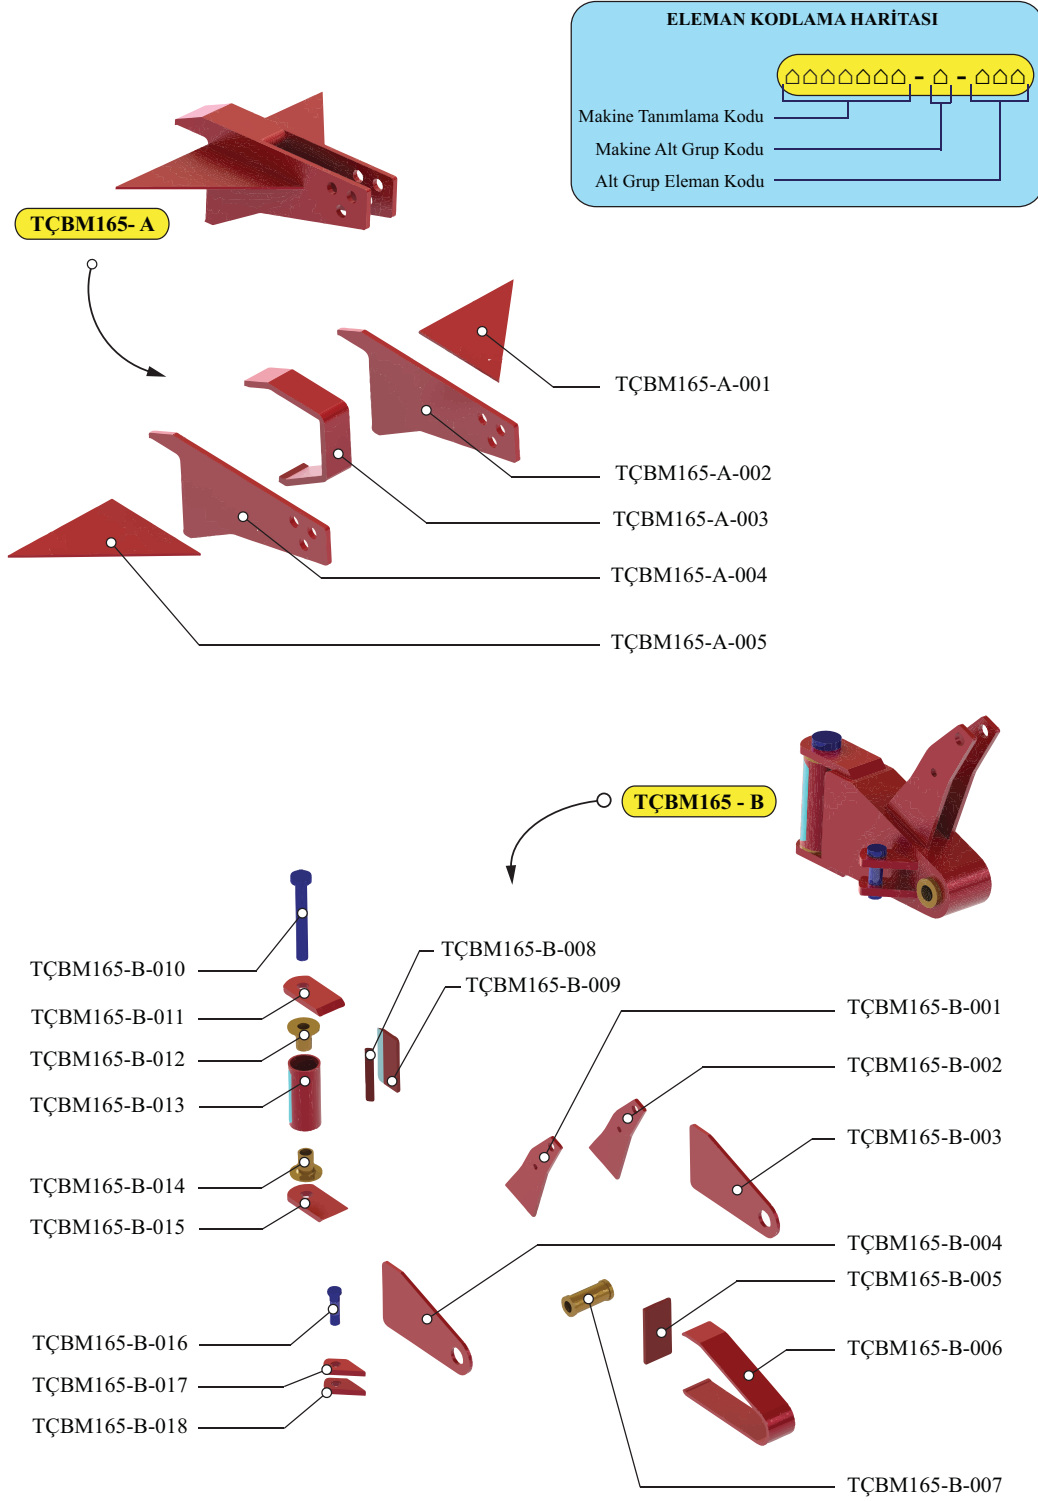 ELEMAN KODLAMA HARİTASI
- -
Makine Tanımlama Kodu
Makine Alt Grup Kodu
Alt Grup Eleman Kodu
TÇBM165- A
TÇBM165-A-001
TÇBM165-A-002
TÇBM165-A-003
TÇBM165-A-004
TÇBM165-A-005
TÇBM165 - B
TÇBM165-B-008
TÇBM165-B-009
TÇBM165-B-010
TÇBM165-B-011
TÇBM165-B-012
TÇBM165-B-013
TÇBM165-B-014
TÇBM165-B-015
TÇBM165-B-016
TÇBM165-B-017
TÇBM165-B-018
TÇBM165-B-001
TÇBM165-B-002
TÇBM165-B-003
TÇBM165-B-004
TÇBM165-B-005
TÇBM165-B-006
TÇBM165-B-007